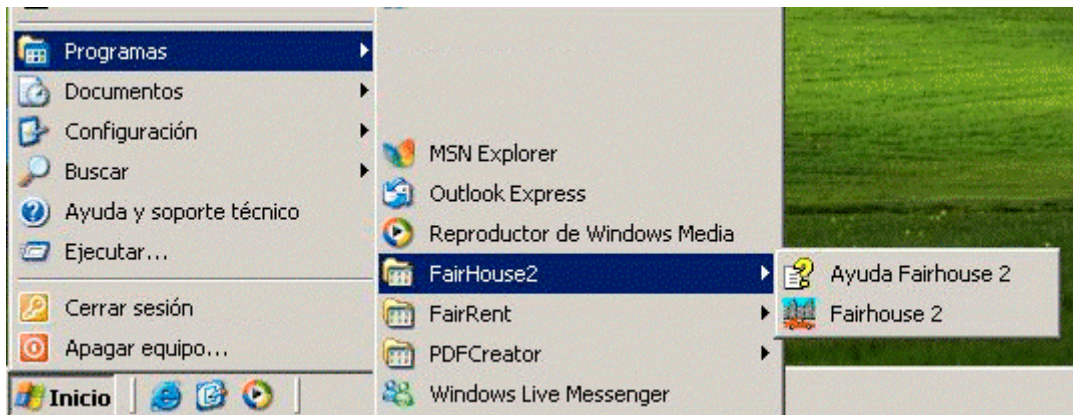 Programas
Documentos
Configuración
Buscar
Ayuda y soporte técnico
Ejecutar...
Cerrar sesión
Apagar equipo...
Inicio
MSN Explorer
Outlook Express
Reproductor de Windows Media
FairHouse2
FairRent
PDFCreator
Windows Live Messenger
Ayuda Fairhouse 2
Fairhouse 2